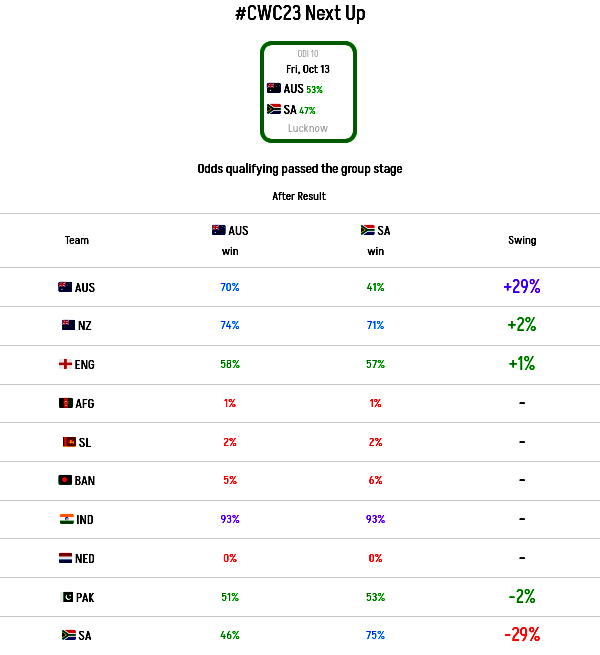 #CWC23 Next Up
ODI 10
Fri, Oct 13
AUS 53%
SA 47%
Lucknow
Odds qualifying passed the group stage
After Result
Team AUS win SA win Swing
AUS 70% 41% +29%
NZ 74% 71% +2%
ENG 58% 57% +1%
AFG 1% 1% -
SL 2% 2% -
BAN 5% 6% -
IND 93% 93% -
NED 0% 0% -
PAK 51% 53% -2%
SA 46% 75% -29%